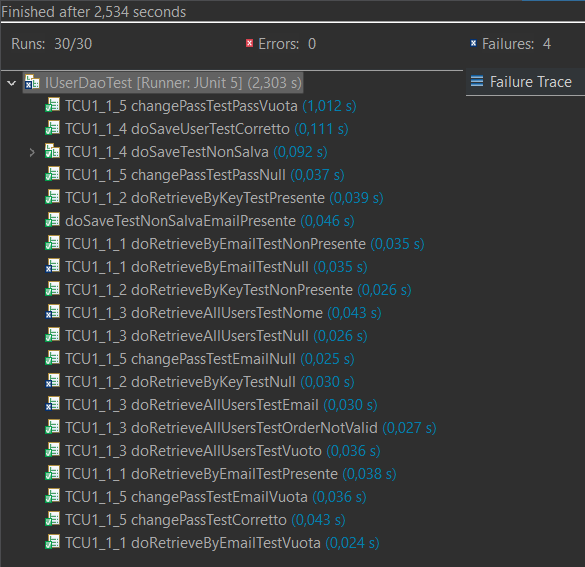 Finished after 2,534 seconds
Runs: 30/30 Errors: 0 Failures: 4
IUserDaoTest [Runner: JUnit 5] (2,303 s)
Failure Trace
TCU1_1_5 changePassTestPassVuota (1,012 s)
TCU1_1_4 doSaveUserTestCorretto (0,111 s)
TCU1_1_4 doSaveTestNonSalva (0,092 s)
TCU1_1_5 changePassTestPassNull (0,037 s)
TCU1_1_2 doRetrieveByKeyTestPresente (0,039 s)
doSaveTestNonSalvaEmailPresente (0,046 s)
TCU1_1_1 doRetrieveByEmailTestNonPresente (0,035 s)
TCU1_1_1 doRetrieveByEmailTestNull (0,035 s)
TCU1_1_2 doRetrieveByKeyTestNonPresente (0,026 s)
TCU1_1_3 doRetrieveAllUsersTestNome (0,043 s)
TCU1_1_3 doRetrieveAllUsersTestNull (0,026 s)
TCU1_1_5 changePassTestEmailNull (0,025 s)
TCU1_1_2 doRetrieveByKeyTestNull (0,030 s)
TCU1_1_3 doRetrieveAllUsersTestEmail (0,030 s)
TCU1_1_3 doRetrieveAllUsersTestOrderNotValid (0,027 s)
TCU1_1_3 doRetrieveAllUsersTestVuoto (0,036 s)
TCU1_1_1 doRetrieveByEmailTestPresente (0,038 s)
TCU1_1_5 changePassTestEmailVuota (0,036 s)
TCU1_1_5 changePassTestCorretto (0,043 s)
TCU1_1_1 doRetrieveByEmailTestVuota (0,024 s)